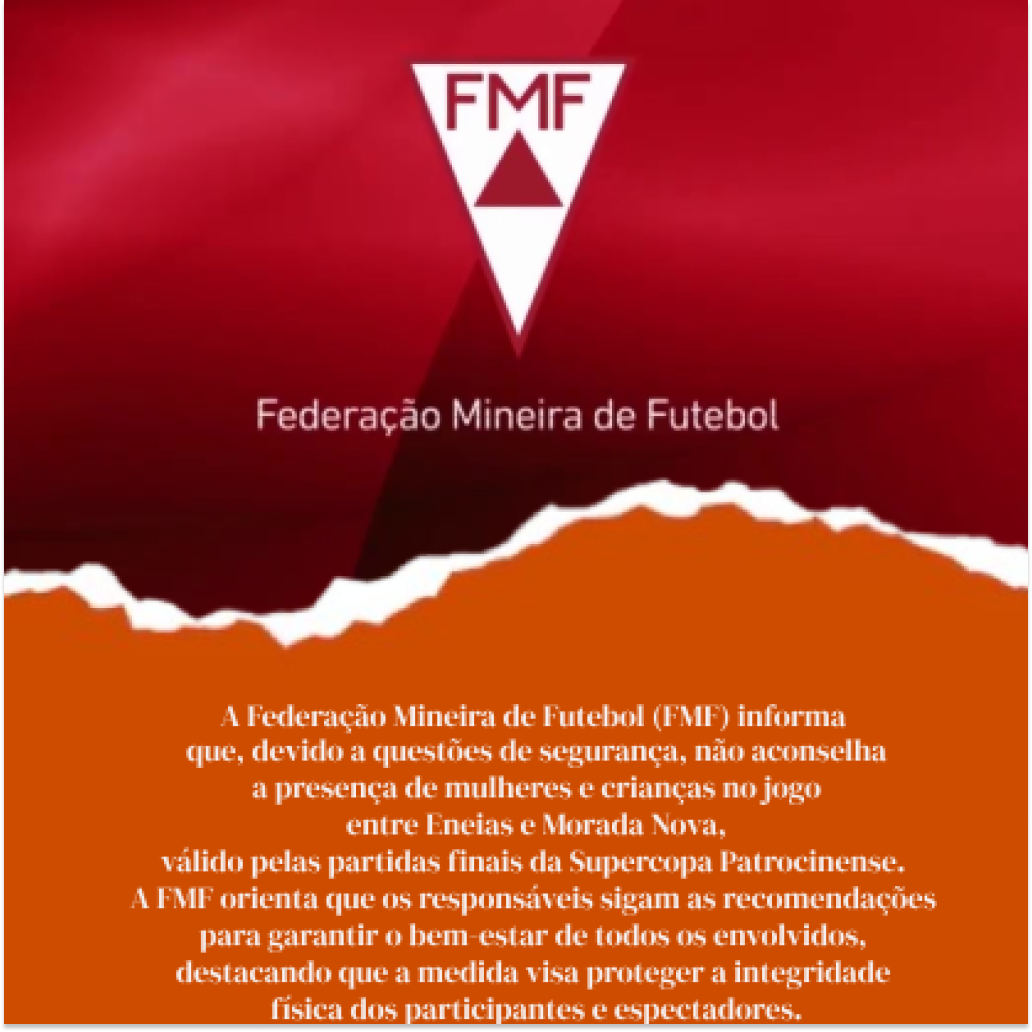 FMF
Federação Mineira de Futebol
A Federação Mineira de Futebol (FMF) informa
que, devido a questões de segurança, não aconselha
a presença de mulheres e crianças no jogo
entre Eneias e Morada Nova,
válido pelas partidas finais da Supercopa Patrocinense.
A FMF orienta que os responsáveis sigam as recomendações
para garantir o bem-estar de todos os envolvidos,
destacando que a medida visa proteger a integridade
física dos participantes e espectadores.